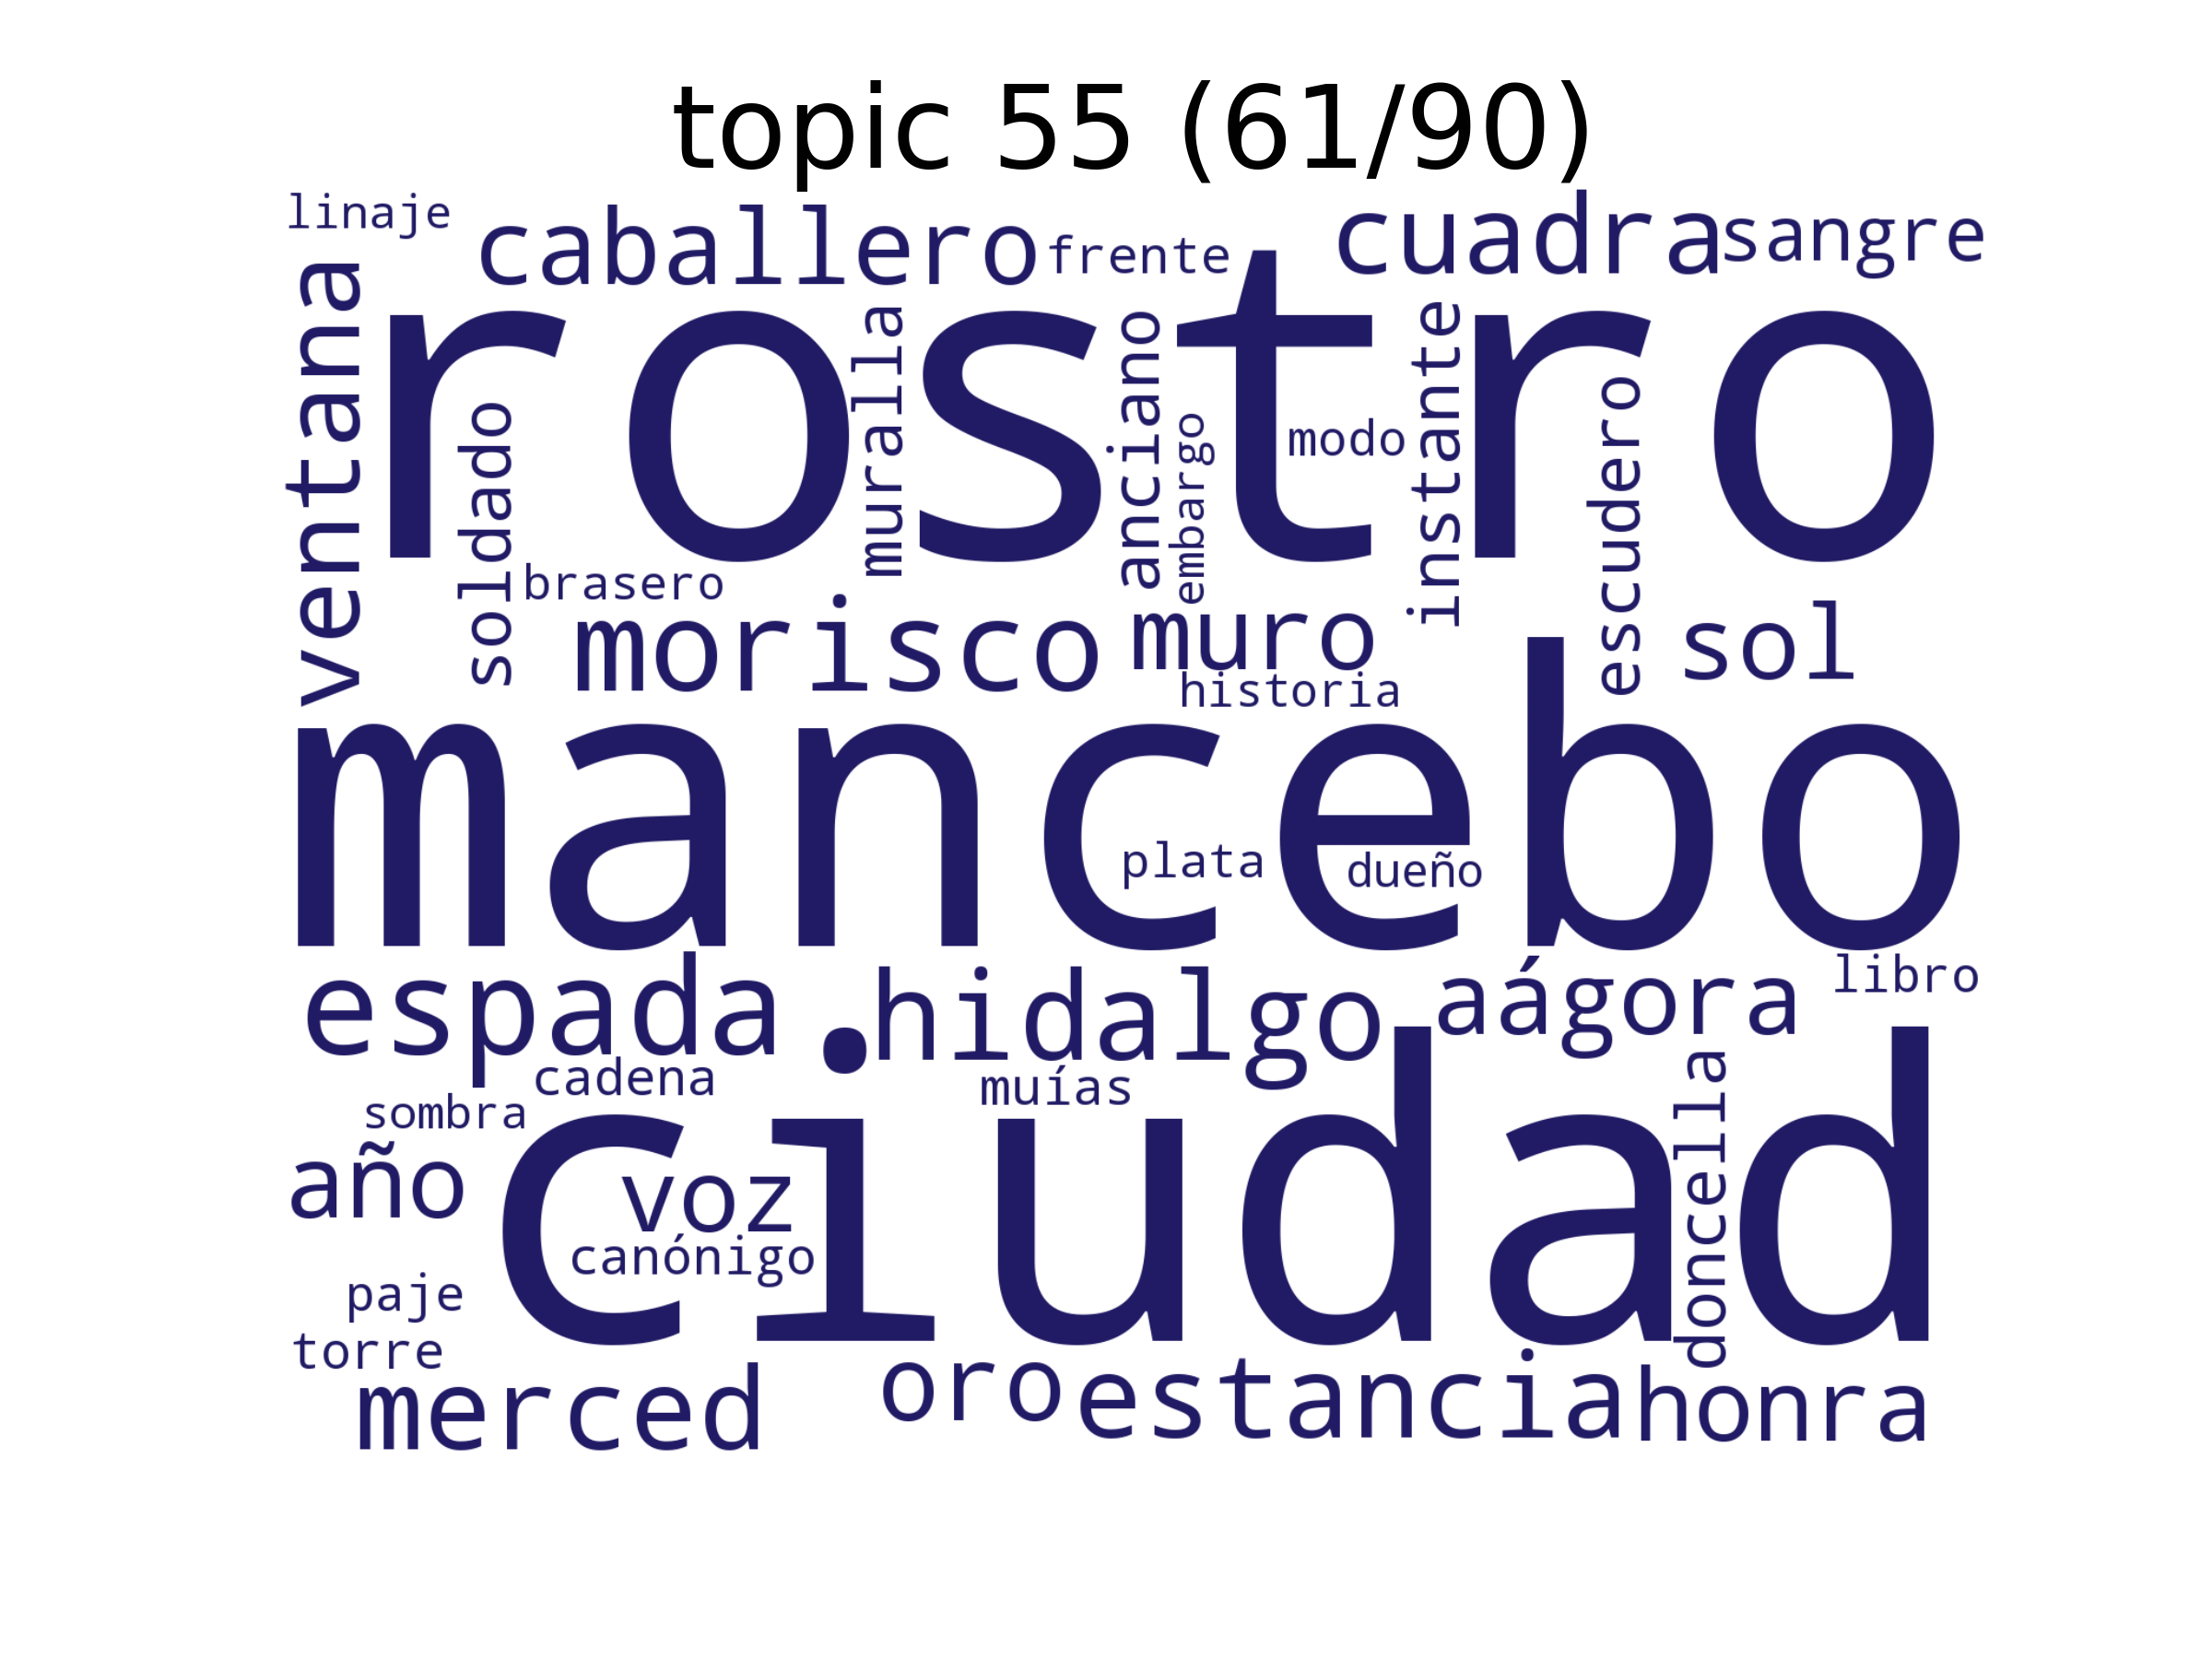 topic 55 (61/90)
linaje
caballero
frente
cuadra
sangre
rostro
ventana
soldado
muralla
anciano
embargo
modo
instante
escudero
brasero
morisco
muro
sol
historia
mancebo
plata
dueño
espada
.
hidalgo
aágora
libro
cadena
muías
sombra
ciudad
año
voz
canónigo
doncella
paje
torre
merced
oro
estancia
honra